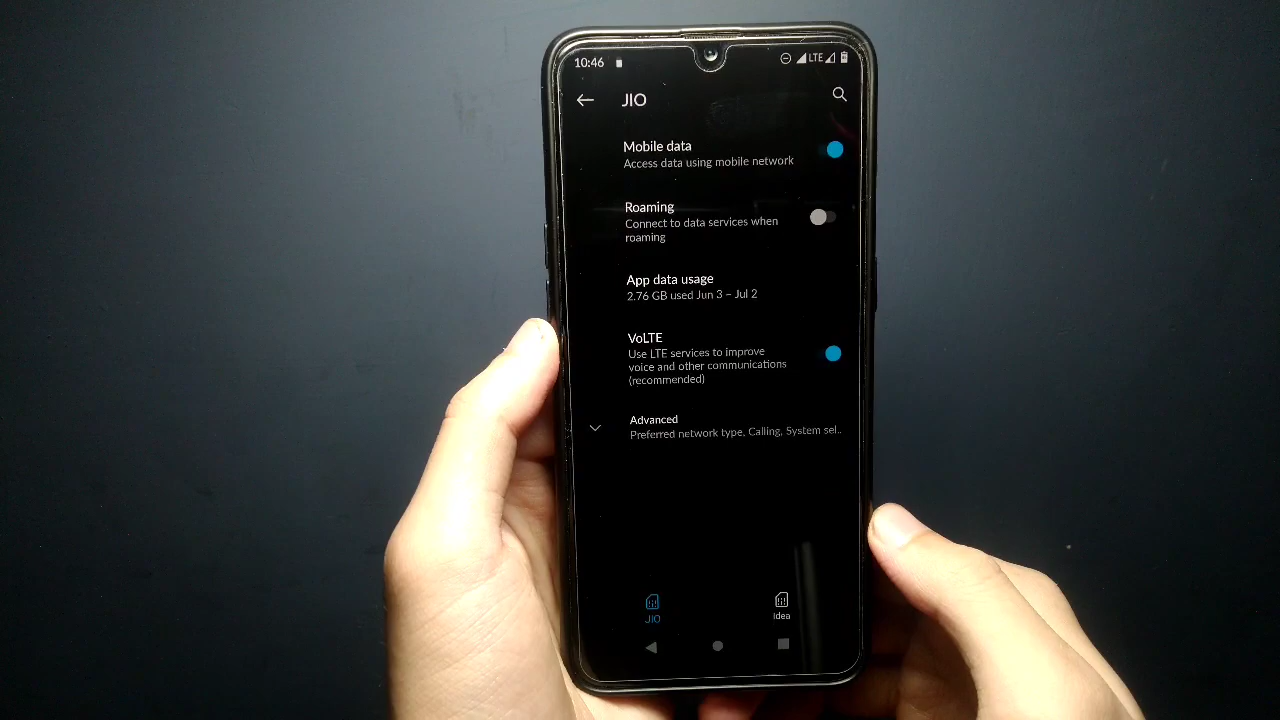 10:46
LTE
JIO
Mobile data
Access data using mobile network
Roaming
Connect to data services when
roaming
App data usage
2.76 GB used Jun 3 – Jul 2
VoLTE
Use LTE services to improve
voice and other communications
(recommended)
Advanced
Preferred network type, Calling, System sel..
JIO
idea